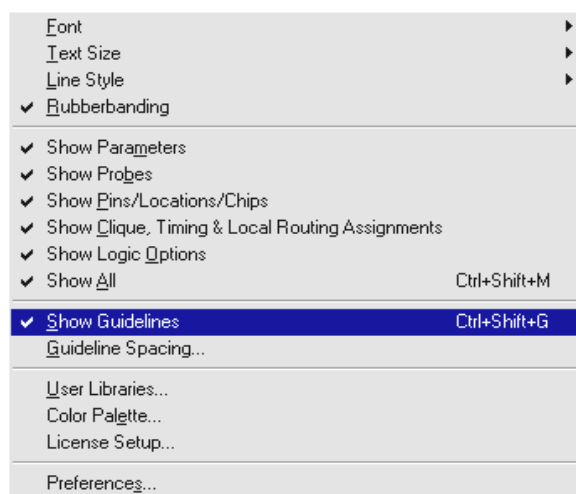 Font
Text Size
Line Style
Rubberbanding
Show Parameters
Show Probes
Show Pins/Locations/Chips
Show Clique, Timing & Local Routing Assignments
Show Logic Options
Show All Ctrl+Shift+M
Show Guidelines Ctrl+Shift+G
Guideline Spacing...
User Libraries...
Color Palette...
License Setup...
Preferences...